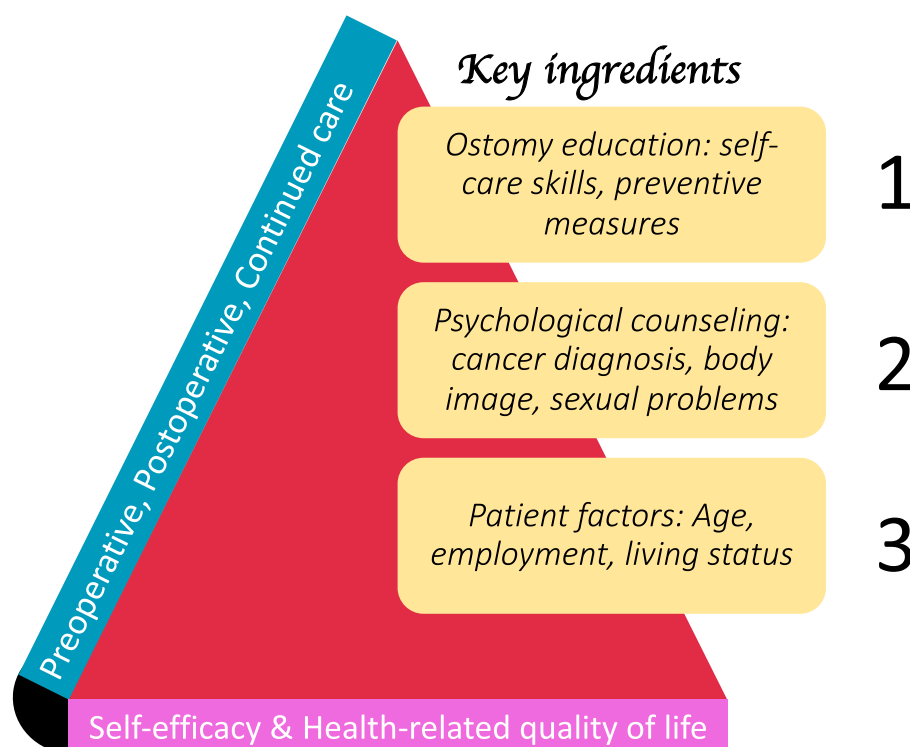 Key ingredients
Ostomy education: self-
care skills, preventive
measures
1
Psychological counseling:
cancer diagnosis, body
image, sexual problems
2
Patient factors: Age,
employment, living status
3
Preoperative, Postoperative, Continued care
Self-efficacy & Health-related quality of life